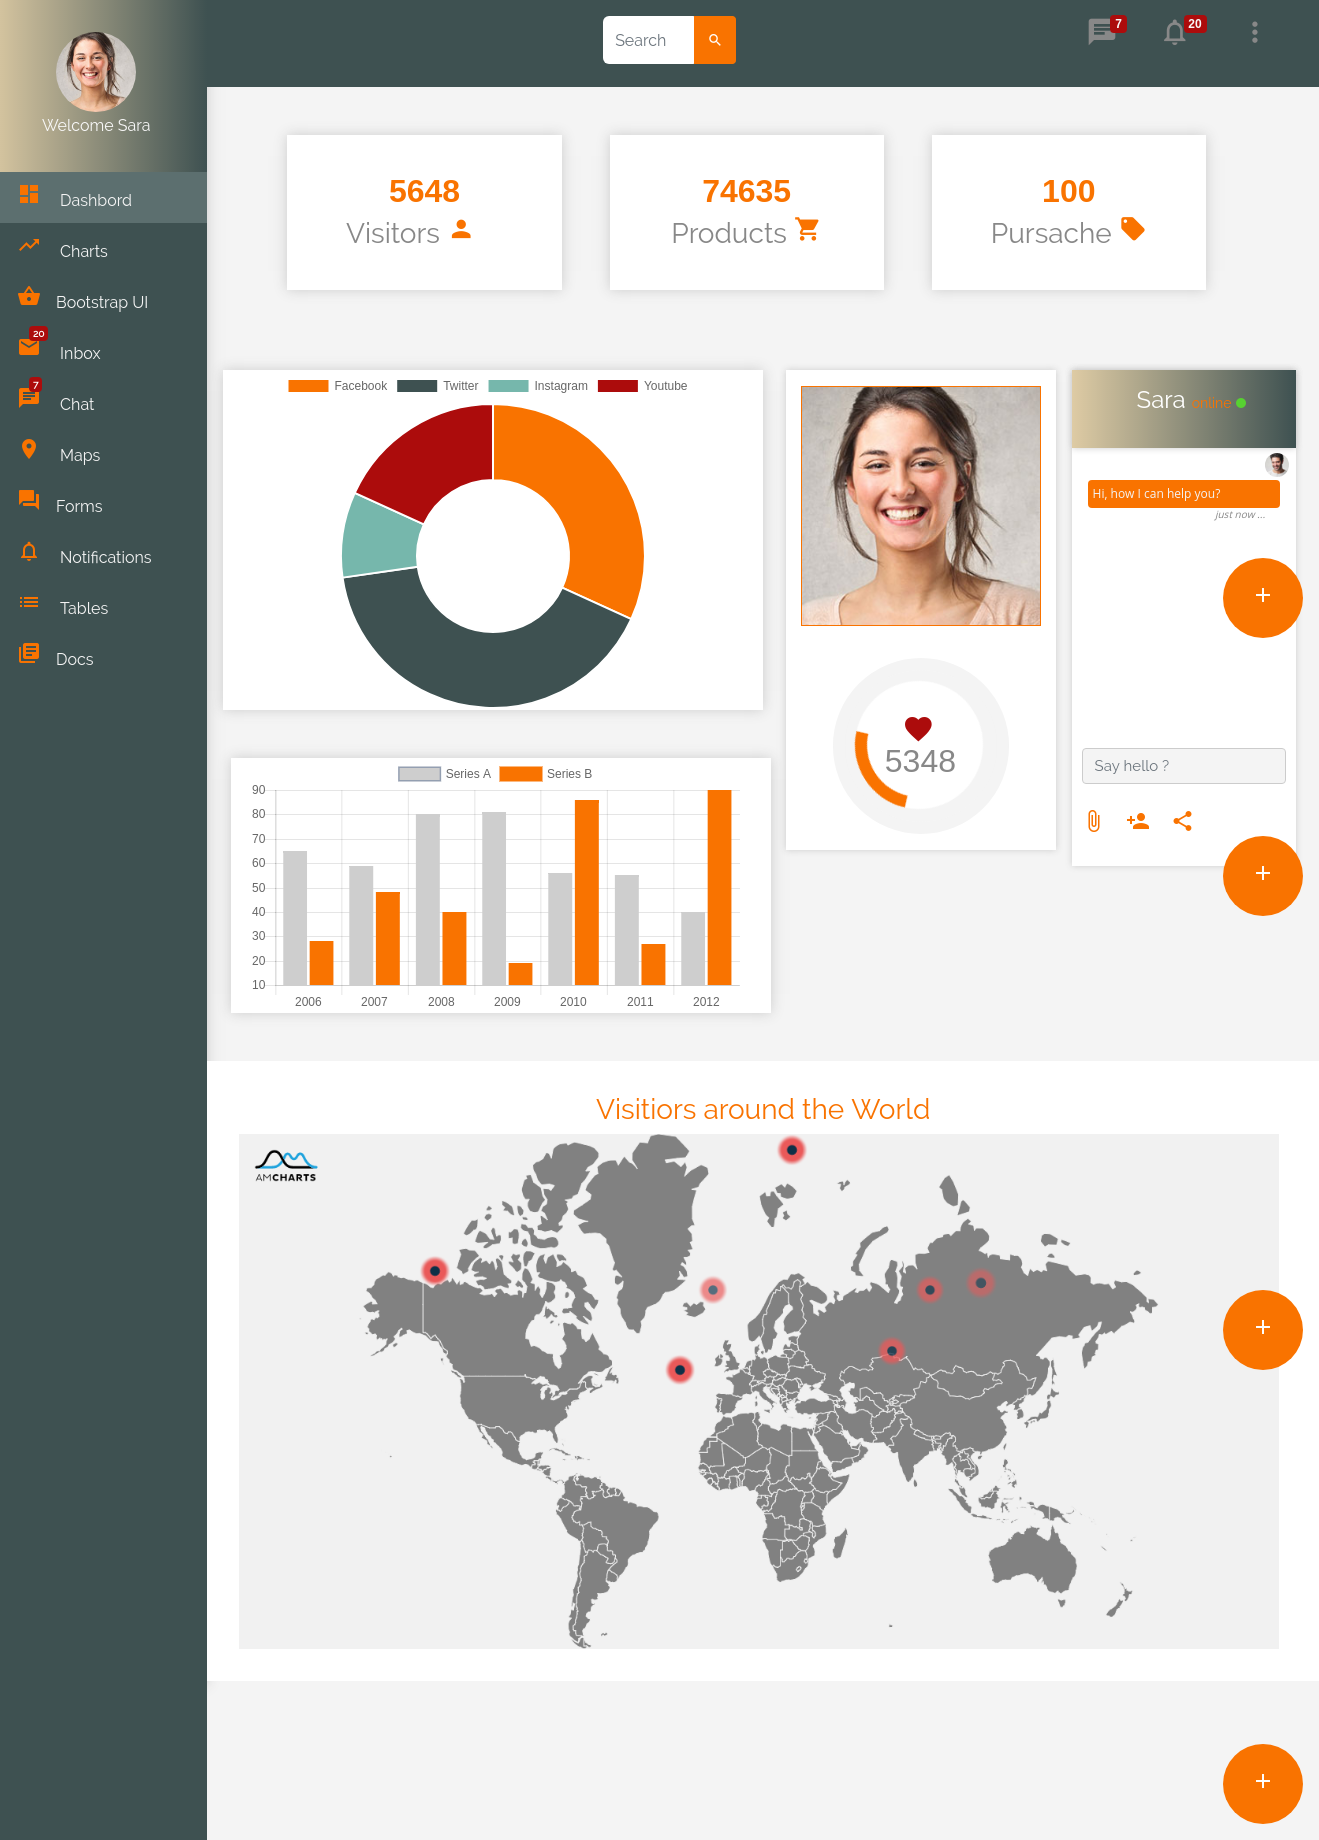 Search
7
20
Welcome Sara
Dashbord
Charts
Bootstrap UI
20
Inbox
7
Chat
Maps
Forms
Notifications
Tables
Docs
5648
Visitors
74635
Products
100
Pursache
Facebook Twitter Instagram Youtube
5348
Sara online
Hi, how I can help you?
just now ...
Say hello ?
Series A Series B
90
80
70
60
50
40
30
20
10
2006 2007 2008 2009 2010 2011 2012
Visitiors around the World
AMCHARTS